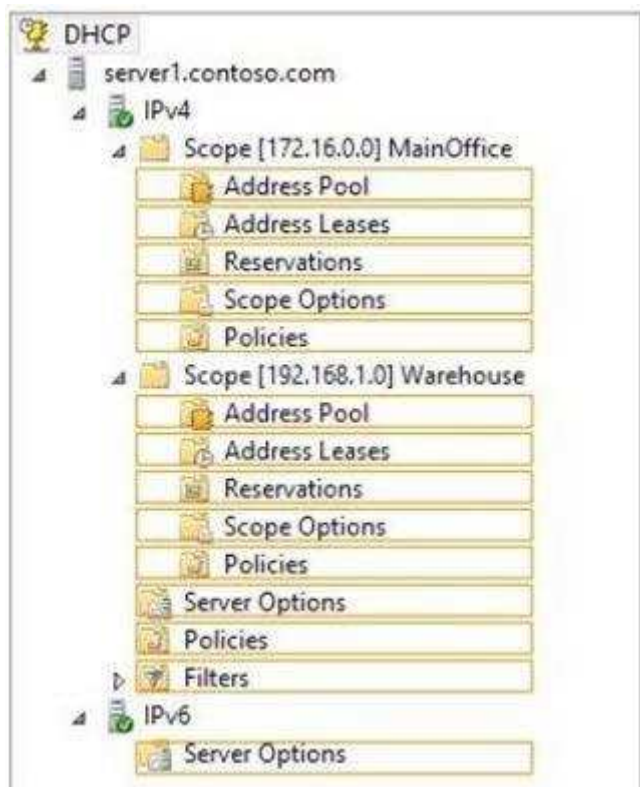 DHCP
server1.contoso.com
IPv4
Scope [172.16.0.0] MainOffice
Address Pool
Address Leases
Reservations
Scope Options
Policies
Scope [192.168.1.0] Warehouse
Address Pool
Address Leases
Reservations
Scope Options
Policies
Server Options
Policies
Filters
IPv6
Server Options